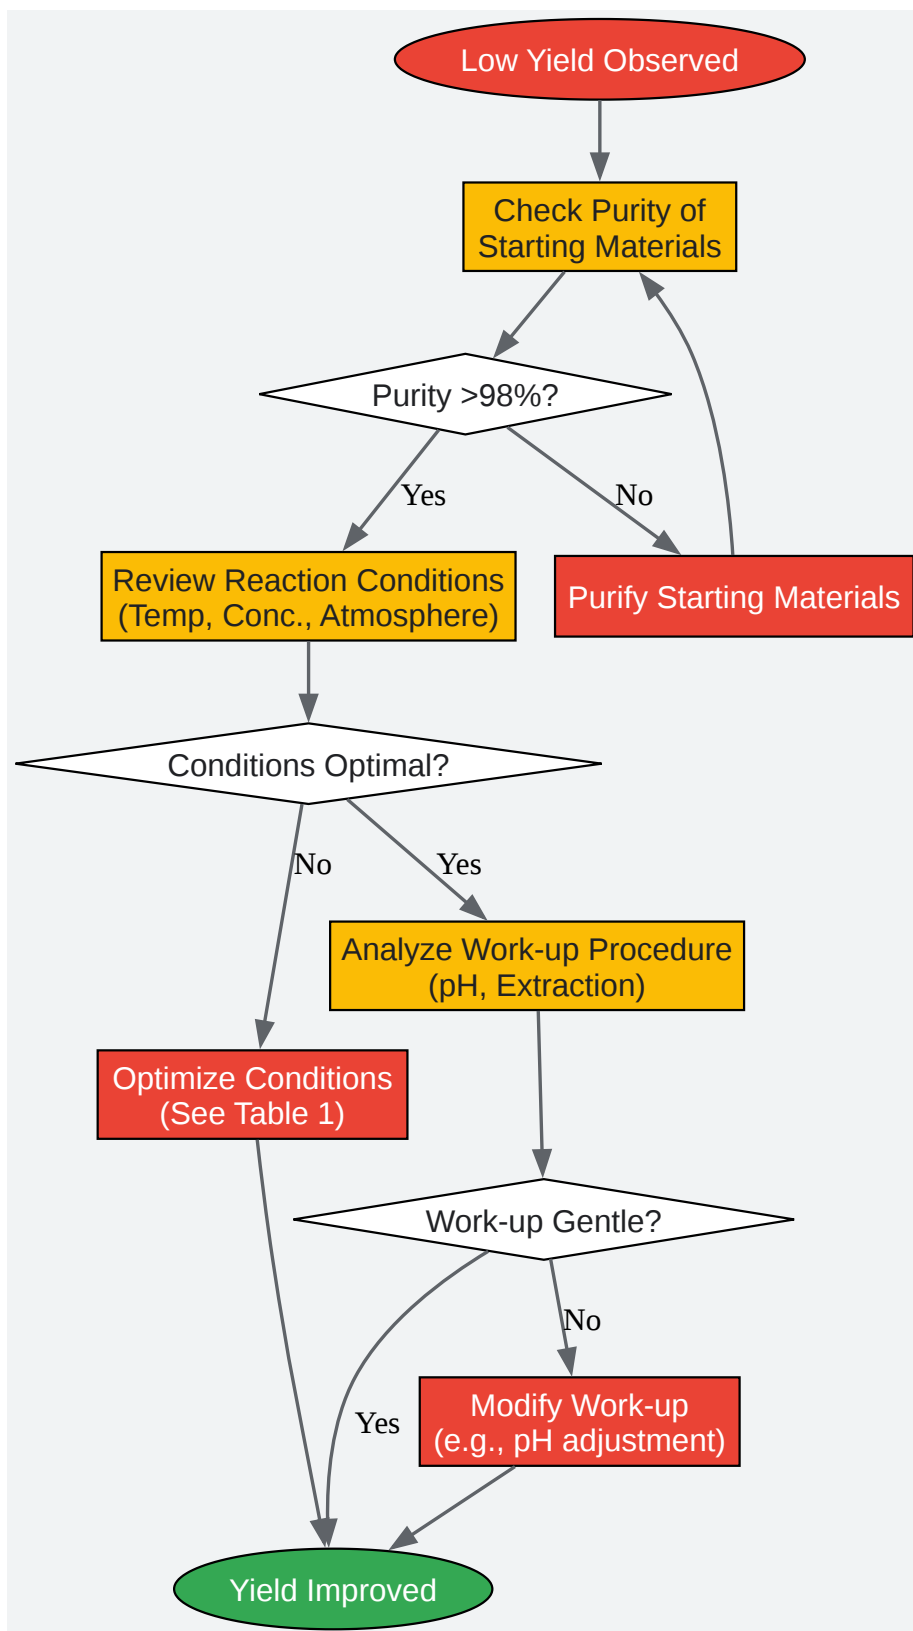 Low Yield Observed
Check Purity of
Starting Materials
Purity >98%?
Yes
No
Review Reaction Conditions
(Temp, Conc., Atmosphere)
Purify Starting Materials
Conditions Optimal?
No
Yes
Analyze Work-up Procedure
(pH, Extraction)
Optimize Conditions
(See Table 1)
Work-up Gentle?
No
Yes
Modify Work-up
(e.g., pH adjustment)
Yield Improved